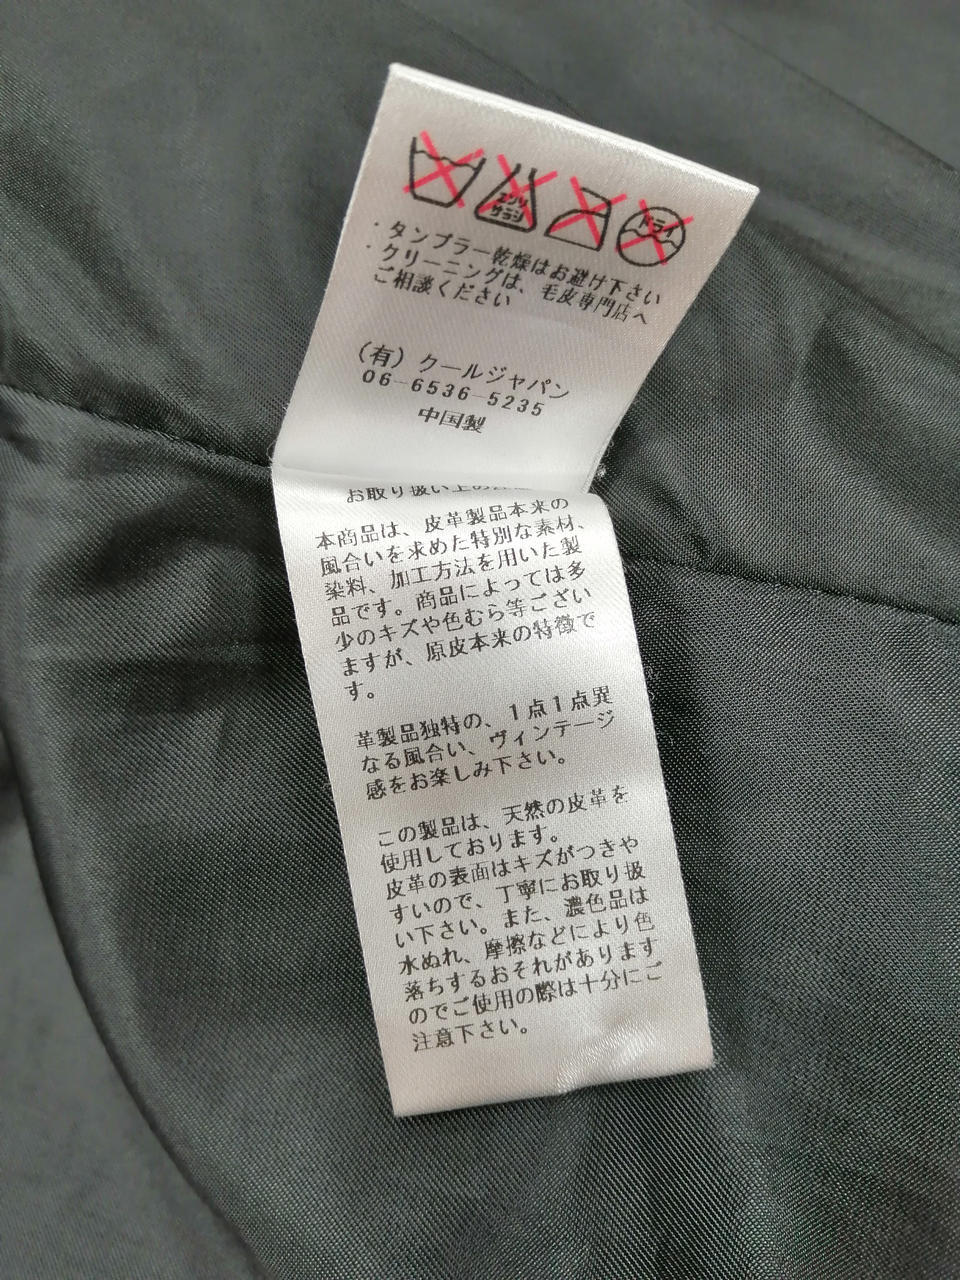 エンソ
サラシ
ドライ
・タンブラー乾燥はお避け下さい
・クリーニングは、毛皮専門店へ
ご相談ください
(有)クールジャパン
06-6536-5235
中国製
お取り扱い上の
本商品は、皮革製品本来の
風合いを求めた特別な素材、
染料、加工方法を用いた製
品です。商品によっては多
少のキズや色むら等ござい
ますが、原皮本来の特徴で
す。
革製品独特の、1点1点異
なる風合い、ヴィンテージ
感をお楽しみ下さい。
この製品は、天然の皮革を
使用しております。
皮革の表面はキズがつきや
すいので、丁寧にお取り扱
い下さい。また、濃色品は
水ぬれ、摩擦などにより色
落ちするおそれがあります
のでご使用の際は十分にご
注意下さい。